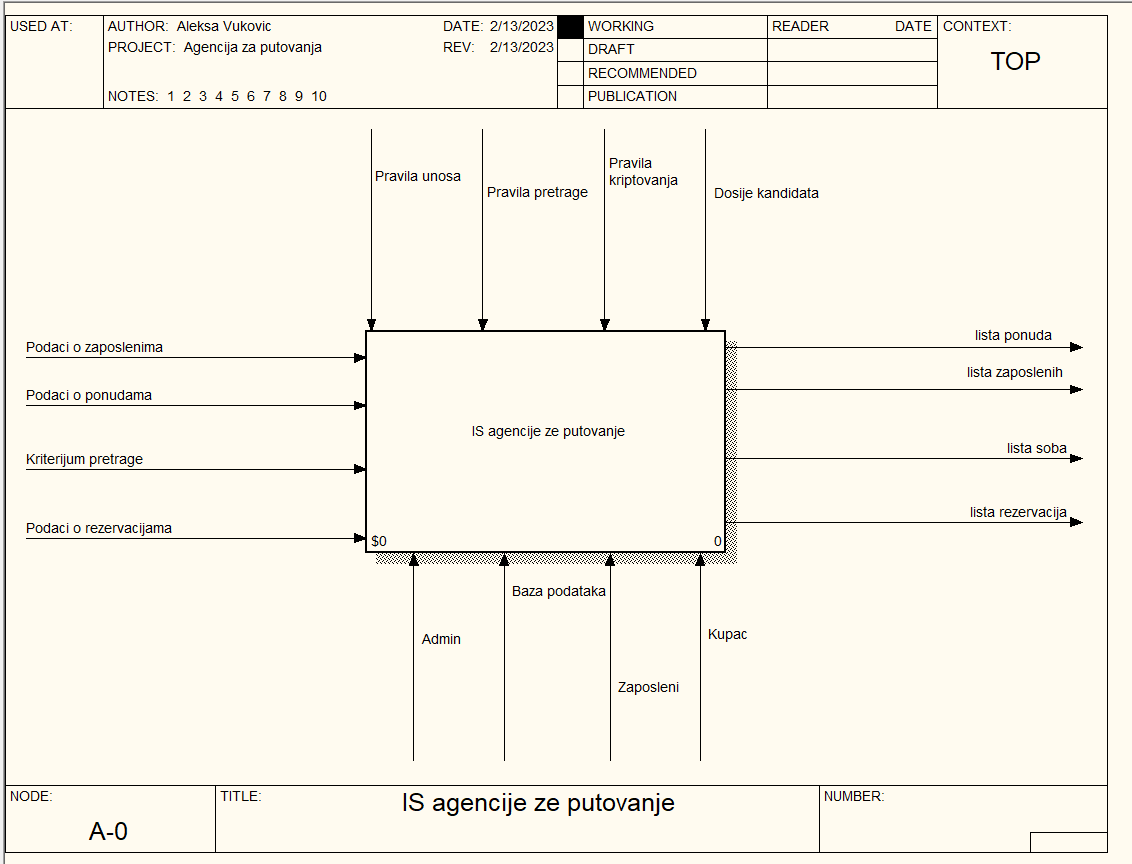 USED AT:
AUTHOR: Aleksa Vukovic
DATE: 2/13/2023
PROJECT: Agencija za putovanja
REV: 2/13/2023
NOTES: 1 2 3 4 5 6 7 8 9 10
WORKING
DRAFT
RECOMMENDED
PUBLICATION
READER DATE
CONTEXT:
TOP
Pravila unosa
Pravila pretrage
Pravila
kriptovanja
Dosije kandidata
Podaci o zaposlenima
Podaci o ponudama
Kriterijum pretrage
Podaci o rezervacijama
IS agencije ze putovanje
$0
0
lista ponuda
lista zaposlenih
lista soba
lista rezervacija
Admin
Baza podataka
Zaposleni
Kupac
NODE:
A-0
TITLE:
IS agencije ze putovanje
NUMBER: